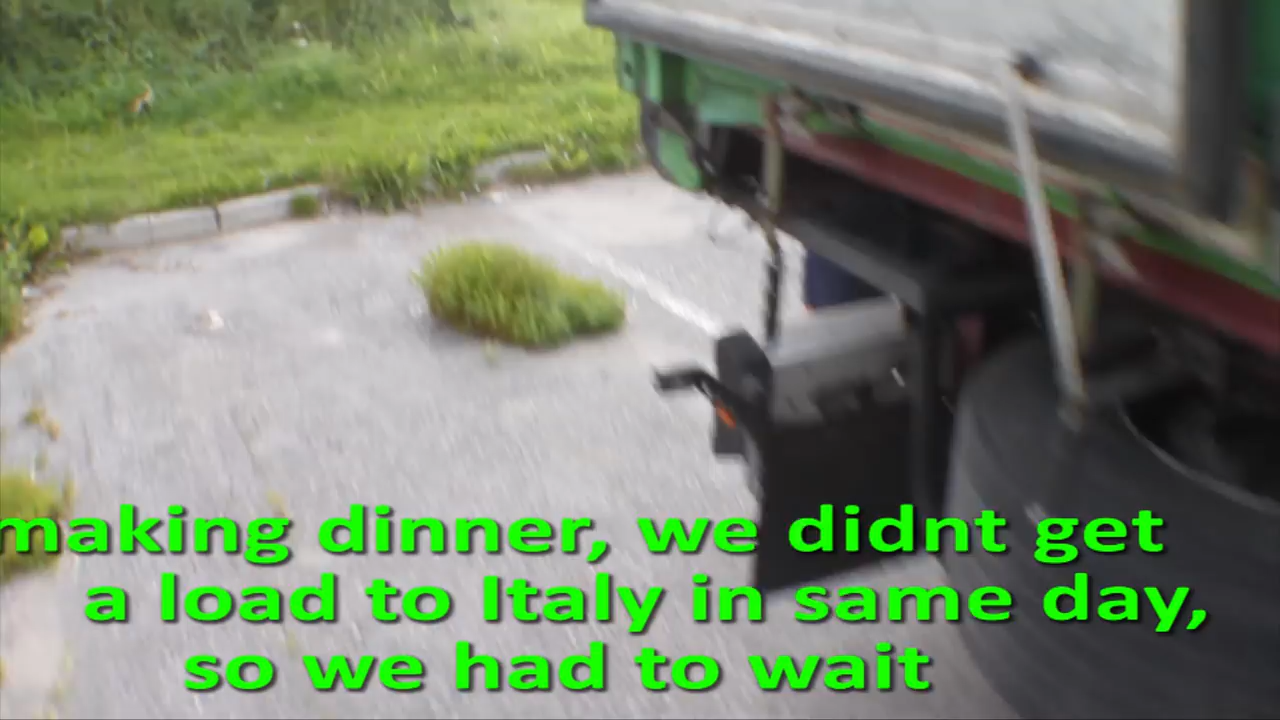 making dinner, we didnt get
a load to Italy in same day,
so we had to wait